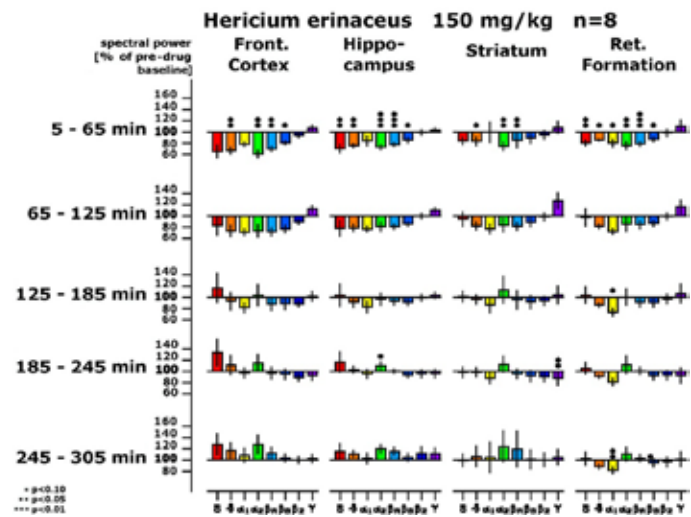 Hericium erinaceus 150 mg/kg n=8
spectral power
[% of pre-drug
baseline]
Front.
Cortex
Hippo-
campus
Striatum
Ret.
Formation
5 - 65 min
160
140
120
100
80
60
65 - 125 min
140
120
100
80
60
125 - 185 min
140
120
100
80
60
185 - 245 min
140
120
100
80
60
245 - 305 min
160
140
120
100
80
* p<0.10
** p<0.05
*** p<0.01